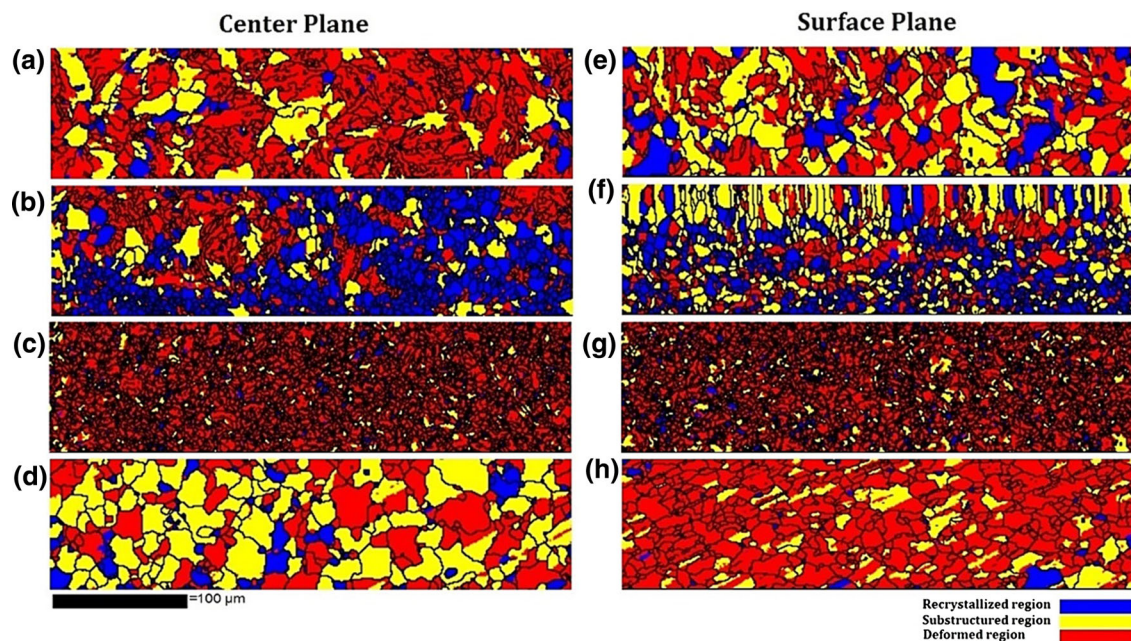 Center Plane
Surface Plane
(a)
(e)
(b)
(f)
(c)
(g)
(d)
(h)
=100 µm
Recrystallized region
Substructured region
Deformed region